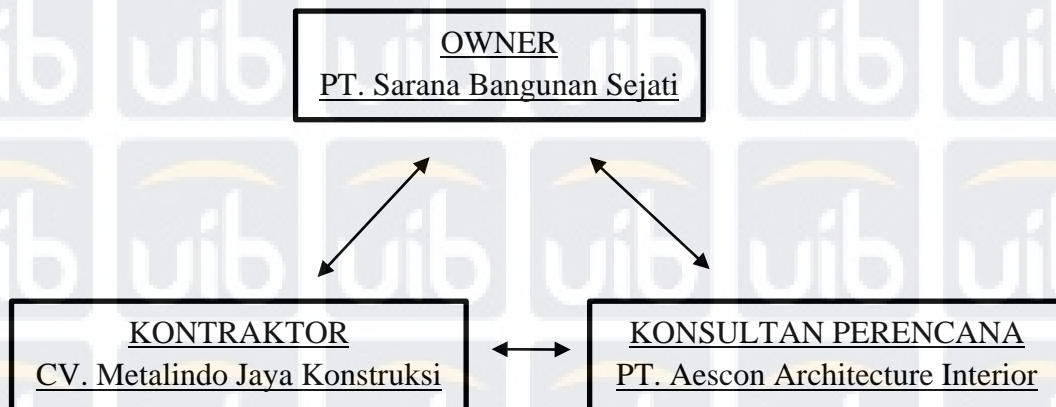 OWNER
PT. Sarana Bangunan Sejati
KONTRAKTOR
CV. Metalindo Jaya Konstruksi
KONSULTAN PERENCANA
PT. Aescon Architecture Interior